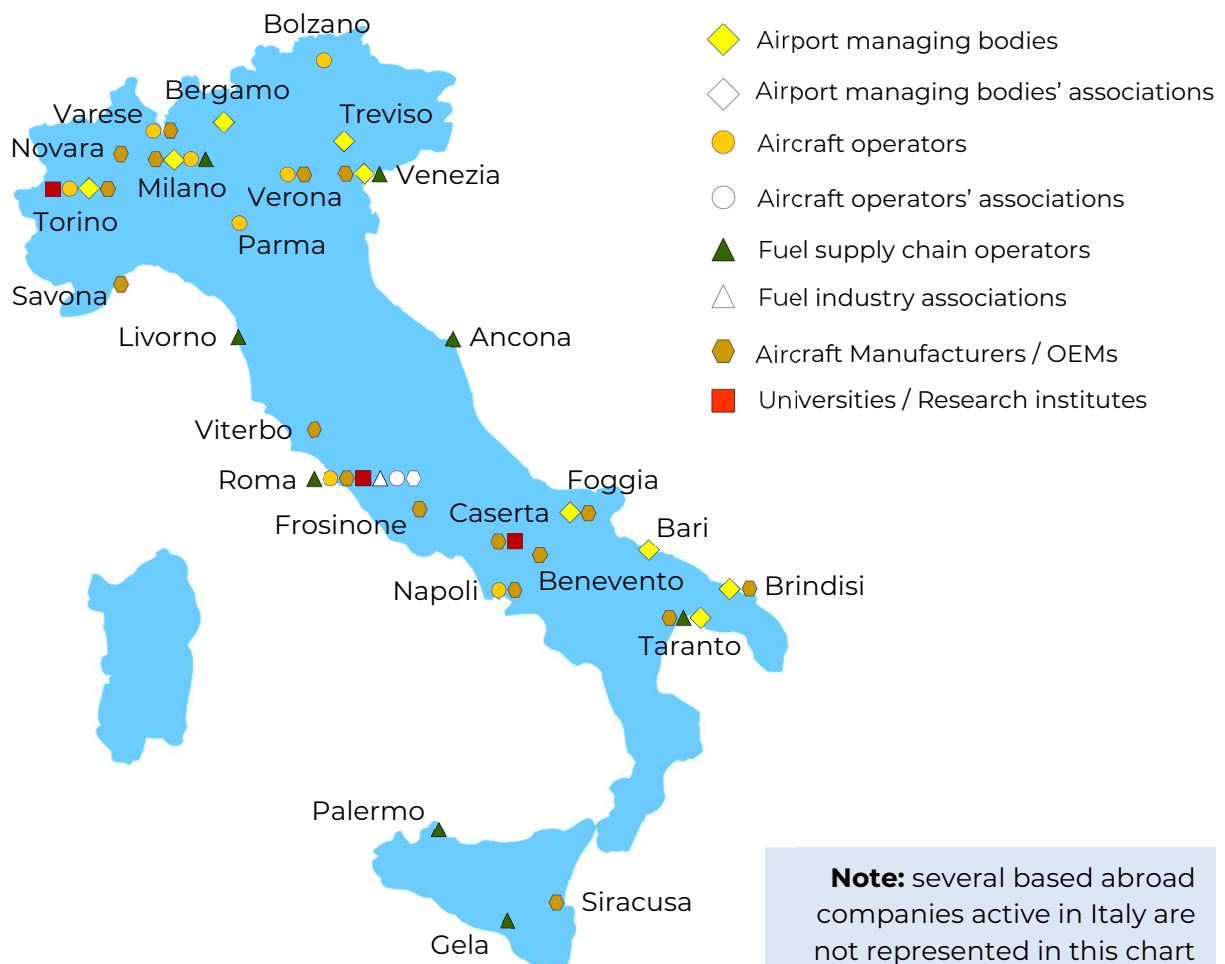 Bolzano
Bergamo
Treviso
Varese
Novara
Milano
Verona
Venezia
Torino
Parma
Savona
Livorno
Ancona
Viterbo
Roma
Foggia
Frosinone
Caserta
Bari
Benevento
Napoli
Brindisi
Taranto
Palermo
Siracusa
Gela
Airport managing bodies
Airport managing bodies’ associations
Aircraft operators
Aircraft operators’ associations
Fuel supply chain operators
Fuel industry associations
Aircraft Manufacturers / OEMs
Universities / Research institutes
Note: several based abroad
companies active in Italy are
not represented in this chart